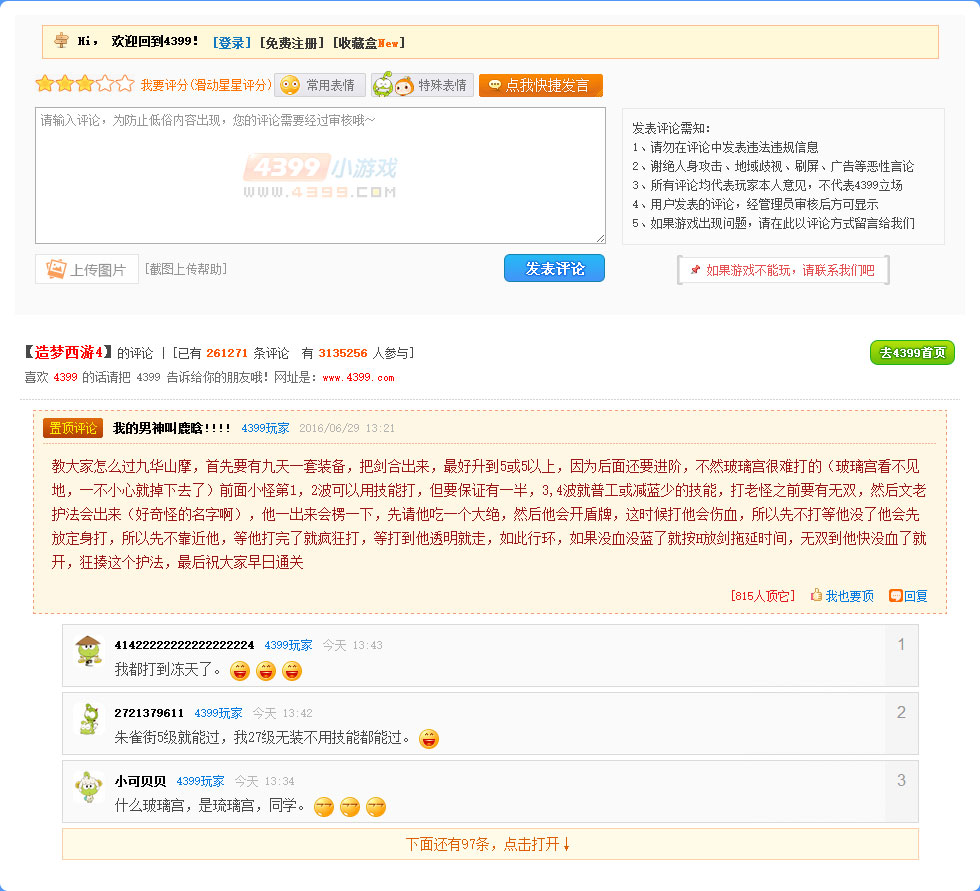 Hi， 欢迎回到4399！ [登录] [免费注册] [收藏盒New]
我要评分(滑动星星评分) 常用表情 特殊表情 点我快捷发言
请输入评论，为防止低俗内容出现，您的评论需要经过审核哦～
4399小游戏
WWW.4399.COM
发表评论需知：
1、请勿在评论中发表违法违规信息
2、谢绝人身攻击、地域歧视、刷屏、广告等恶性言论
3、所有评论均代表玩家本人意见，不代表4399立场
4、用户发表的评论，经管理员审核后方可显示
5、如果游戏出现问题，请在此以评论方式留言给我们
上传图片 [截图上传帮助] 发表评论 如果游戏不能玩，请联系我们吧
【造梦西游4】的评论 | [已有 261271 条评论 有 3135256 人参与] 去4399首页
喜欢 4399 的话请把 4399 告诉给你的朋友哦！网址是：www.4399.com
置顶评论 我的男神叫鹿晗!!!! 4399玩家 2016/06/29 13:21
教大家怎么过九华山摩，首先要有九天一套装备，把剑合出来，最好升到5或5以上，因为后面还要进阶，不然玻璃宫很难打的（玻璃宫看不见
地，一不小心就掉下去了）前面小怪第1，2波可以用技能打，但要保证有一半，3,4波就普工或减蓝少的技能，打老怪之前要有无双，然后文老
护法会出来（好奇怪的名字啊），他一出来会愣一下，先请他吃一个大绝，然后他会开盾牌，这时候打他会伤血，所以先不打等他没了他会先
放定身打，所以先不靠近他，等他打完了就疯狂打，等打到他透明就走，如此行环，如果没血没蓝了就按H放剑拖延时间，无双到他快没血了就
开，狂揍这个护法，最后祝大家早日通关
[815人顶它] 我也要顶 回复
41422222222222222224 4399玩家 今天 13:43 1
我都打到冻天了。
2721379611 4399玩家 今天 13:42 2
朱雀街5级就能过，我27级无装不用技能都能过。
小可贝贝 4399玩家 今天 13:34 3
什么玻璃宫，是琉璃宫，同学。
下面还有97条，点击打开↓